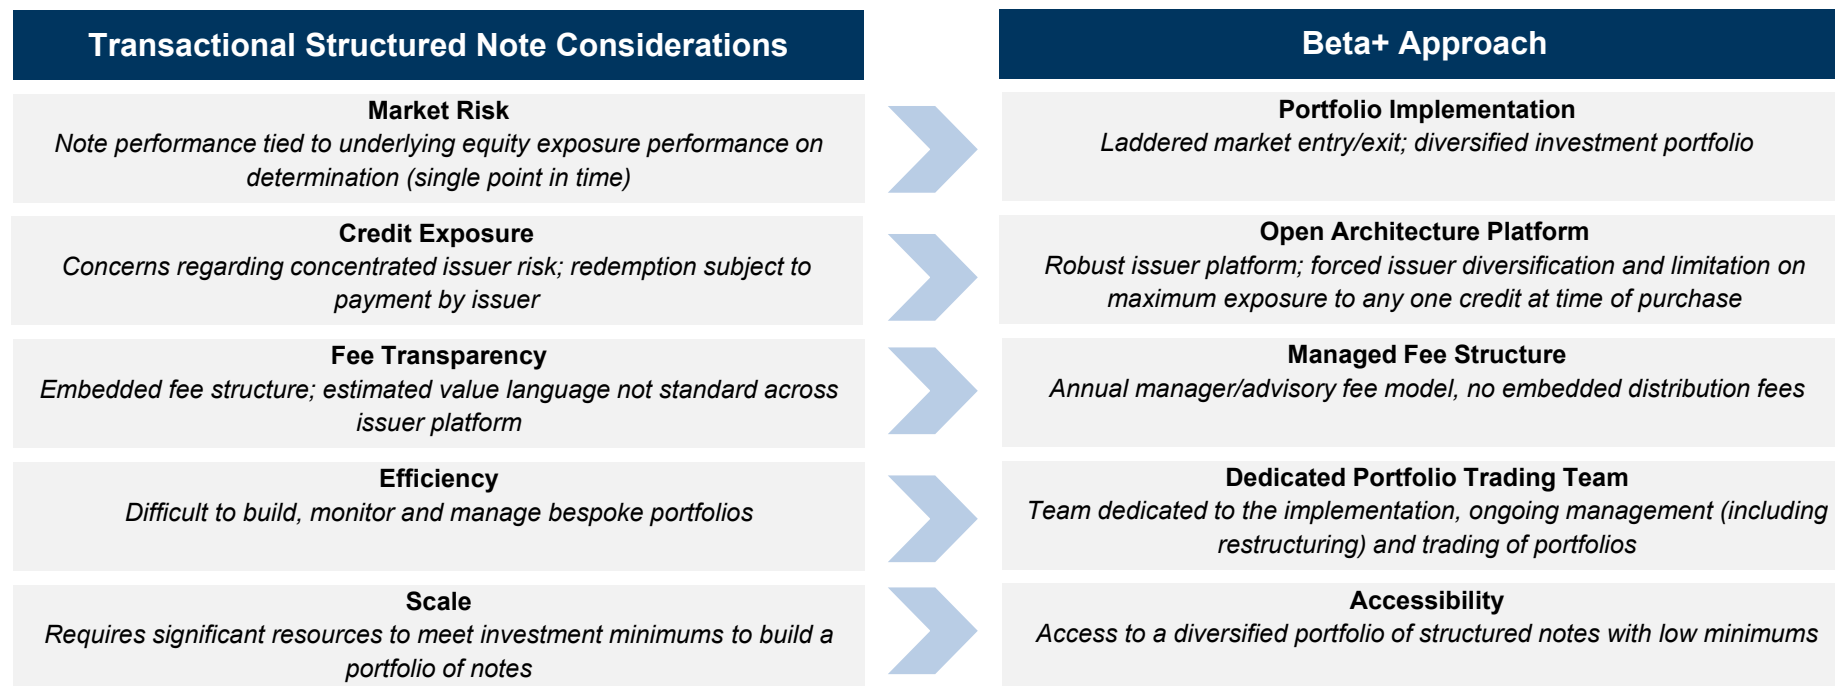 Transactional Structured Note Considerations
Beta+ Approach
Market Risk
Note performance tied to underlying equity exposure performance on
determination (single point in time)
Portfolio Implementation
Laddered market entry/exit; diversified investment portfolio
Credit Exposure
Concerns regarding concentrated issuer risk; redemption subject to
payment by issuer
Open Architecture Platform
Robust issuer platform; forced issuer diversification and limitation on
maximum exposure to any one credit at time of purchase
Fee Transparency
Embedded fee structure; estimated value language not standard across
issuer platform
Managed Fee Structure
Annual manager/advisory fee model, no embedded distribution fees
Efficiency
Difficult to build, monitor and manage bespoke portfolios
Dedicated Portfolio Trading Team
Team dedicated to the implementation, ongoing management (including
restructuring) and trading of portfolios
Scale
Requires significant resources to meet investment minimums to build a
portfolio of notes
Accessibility
Access to a diversified portfolio of structured notes with low minimums